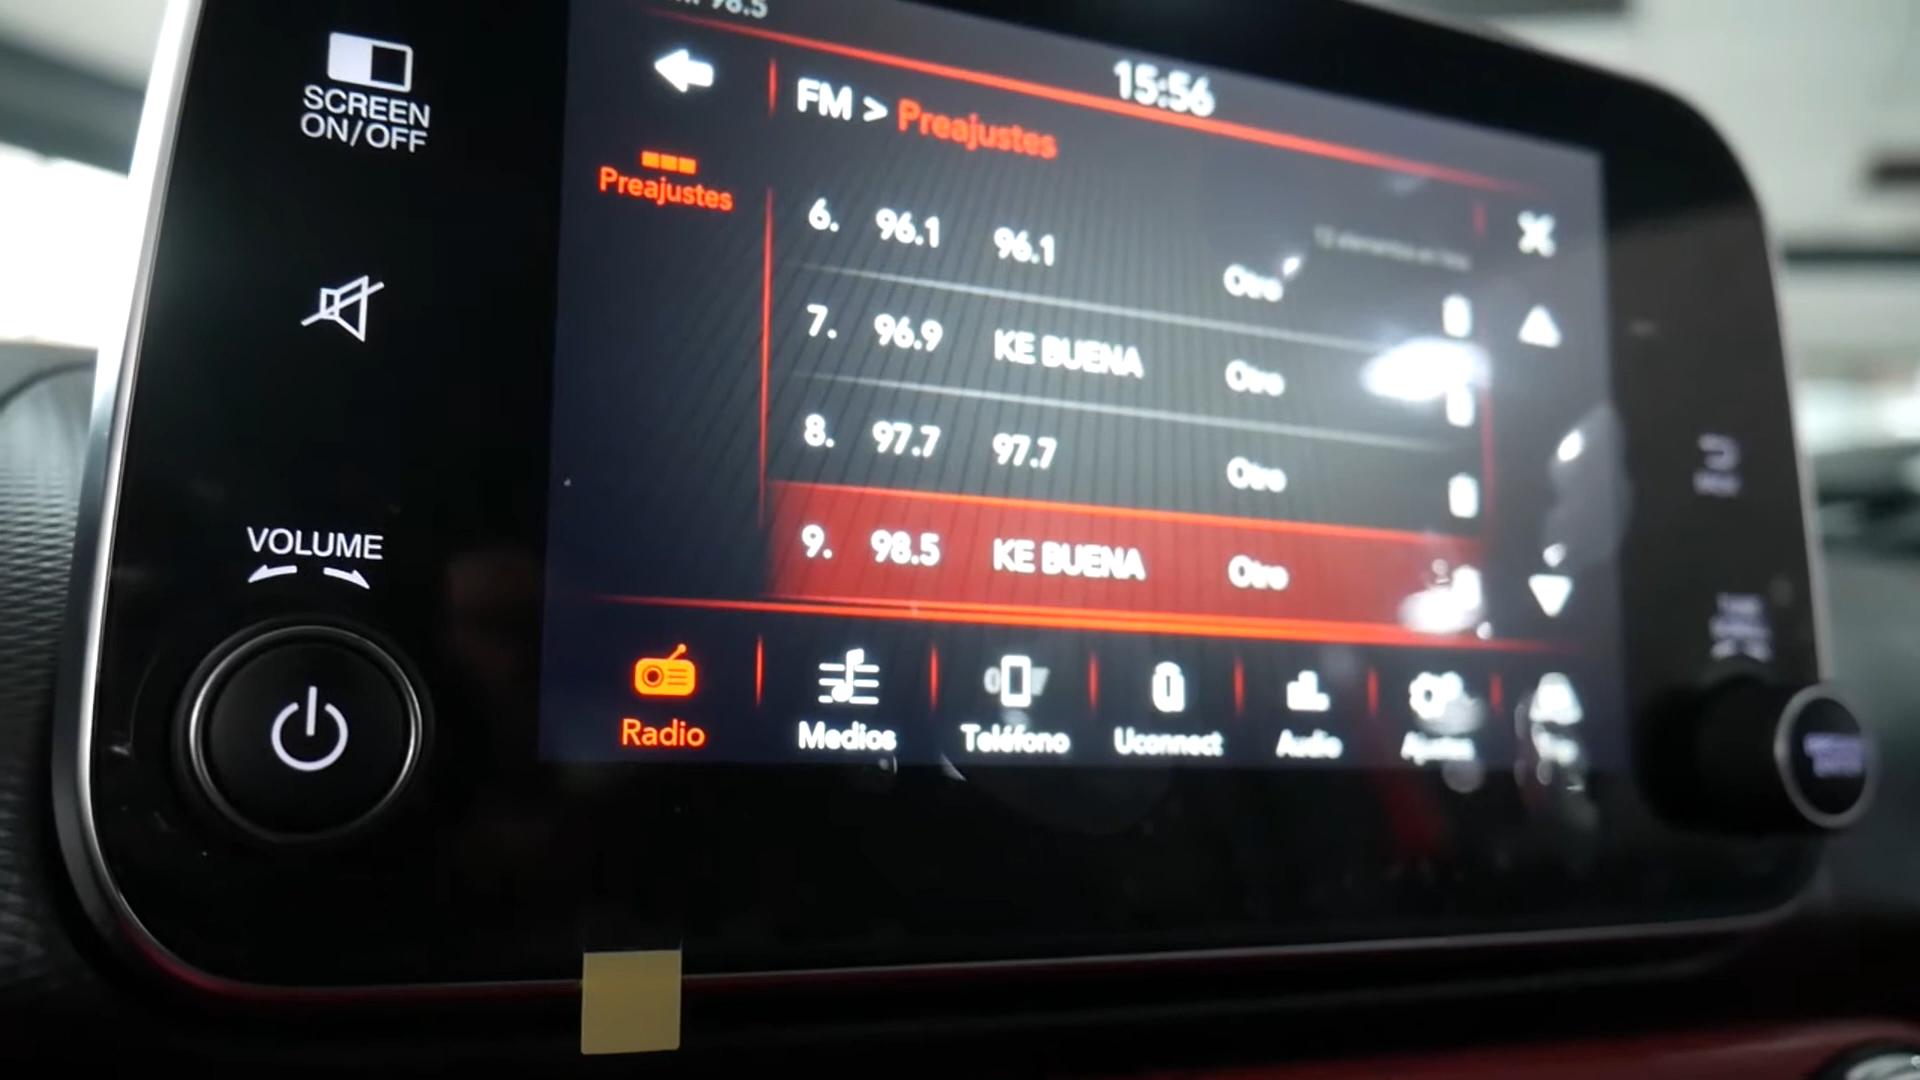 98.5
15:56
SCREEN
ON/OFF
FM > Preajustes
Preajustes
6. 96.1 96.1 Otro
7. 96.9 KE BUENA Otro
8. 97.7 97.7 Otro
9. 98.5 KE BUENA Otro
VOLUME
Radio Medios Teléfono Uconnect Audio Ajustes